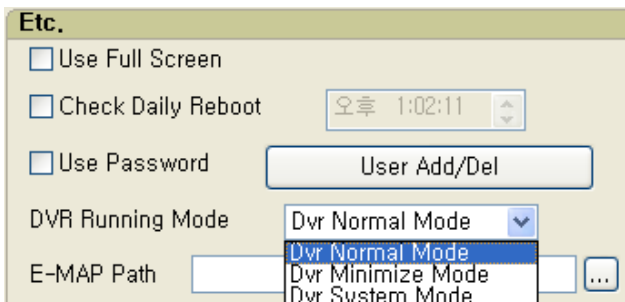 Etc.
Use Full Screen
Check Daily Reboot 오후 1:02:11
Use Password User Add/Del
DVR Running Mode Dvr Normal Mode
Dvr Normal Mode
E-MAP Path Dvr Minimize Mode ...
Dvr System Mode